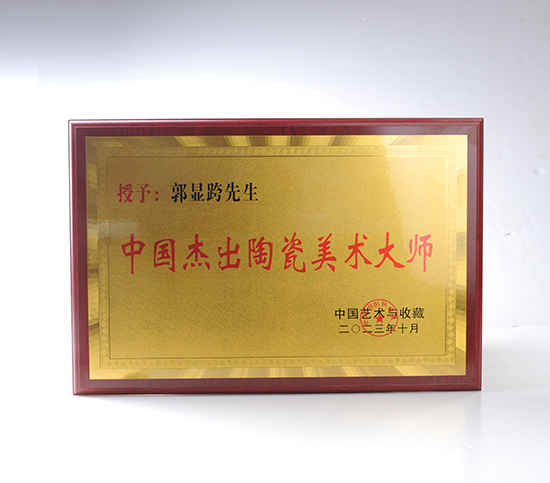 授予：郭显跨先生
中国杰出陶瓷美术大师
中国艺术与收藏
二〇二三年十月